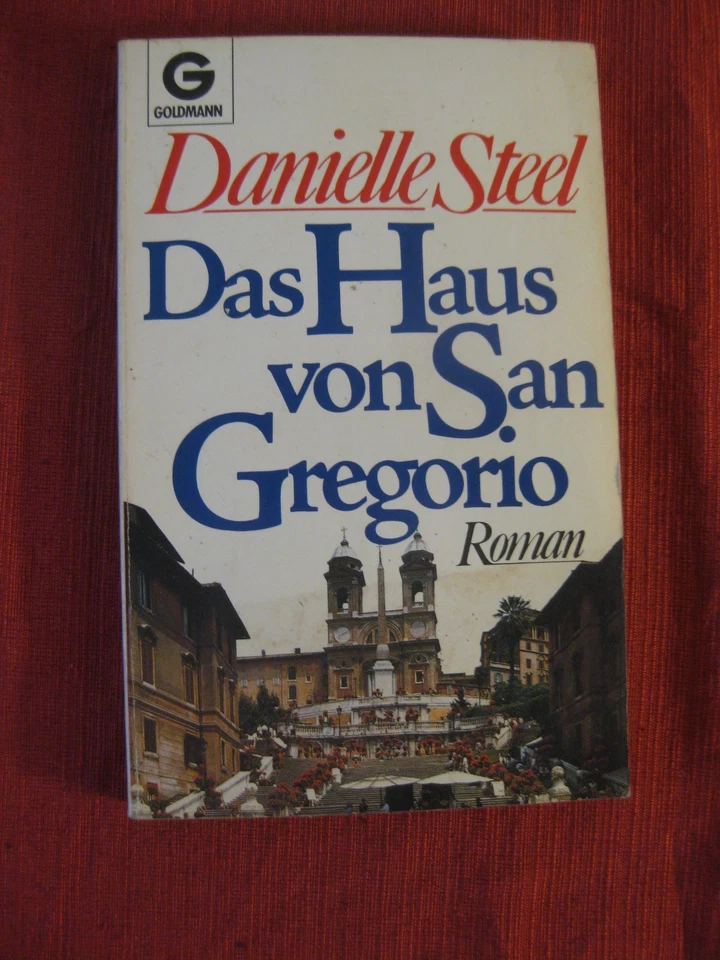 G
GOLDMANN
Danielle Steel
Das Haus
von San
Gregorio
Roman